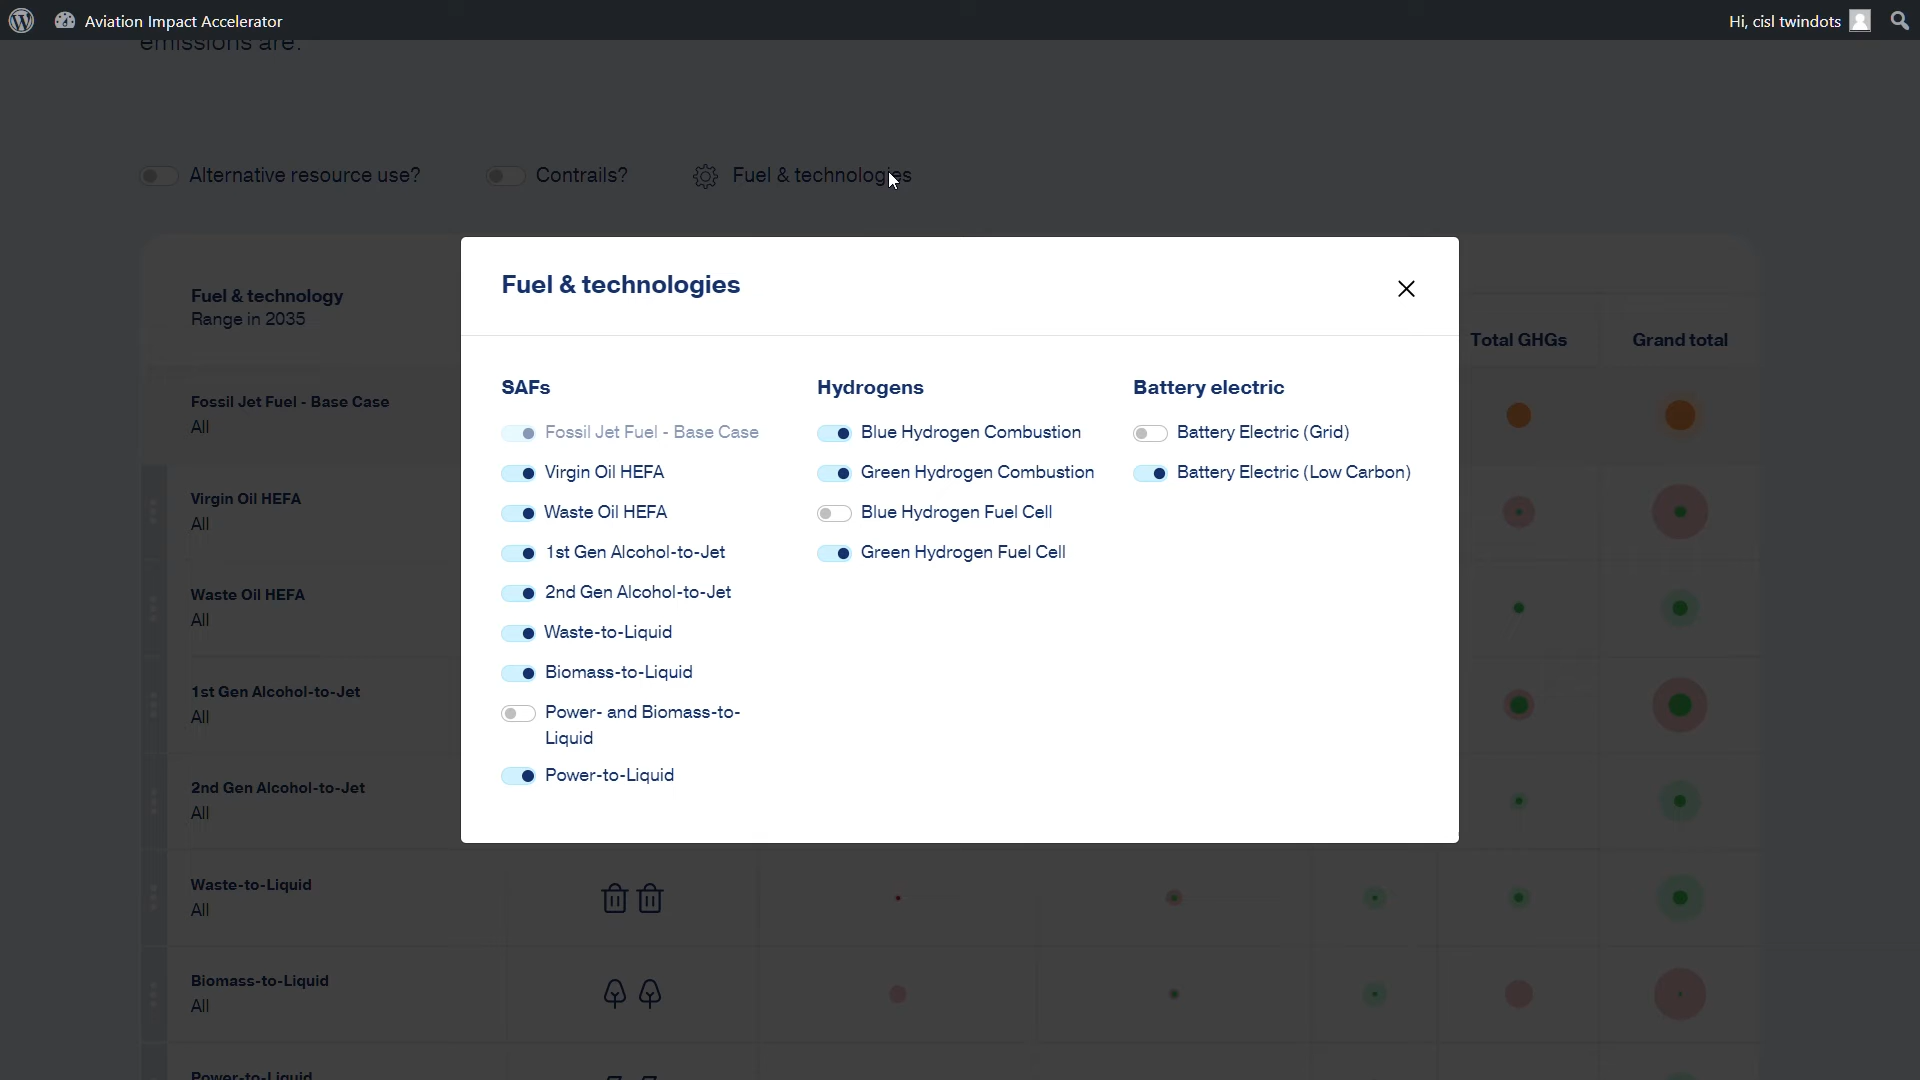 Aviation Impact Accelerator
Hi, cisl twindots
emissions are:
Alternative resource use?
Contrails?
Fuel & technologies
Fuel & technologies
Fuel & technology
Range in 2035
Total GHGs
Grand total
SAFs
Hydrogens
Battery electric
Fossil Jet Fuel - Base Case
All
Fossil Jet Fuel - Base Case
Blue Hydrogen Combustion
Battery Electric (Grid)
Virgin Oil HEFA
Green Hydrogen Combustion
Battery Electric (Low Carbon)
Virgin Oil HEFA
All
Waste Oil HEFA
Blue Hydrogen Fuel Cell
1st Gen Alcohol-to-Jet
Green Hydrogen Fuel Cell
Waste Oil HEFA
All
2nd Gen Alcohol-to-Jet
Waste-to-Liquid
1st Gen Alcohol-to-Jet
All
Biomass-to-Liquid
Power- and Biomass-to-
Liquid
Power-to-Liquid
2nd Gen Alcohol-to-Jet
All
Waste-to-Liquid
All
Biomass-to-Liquid
All
Power-to-Liquid